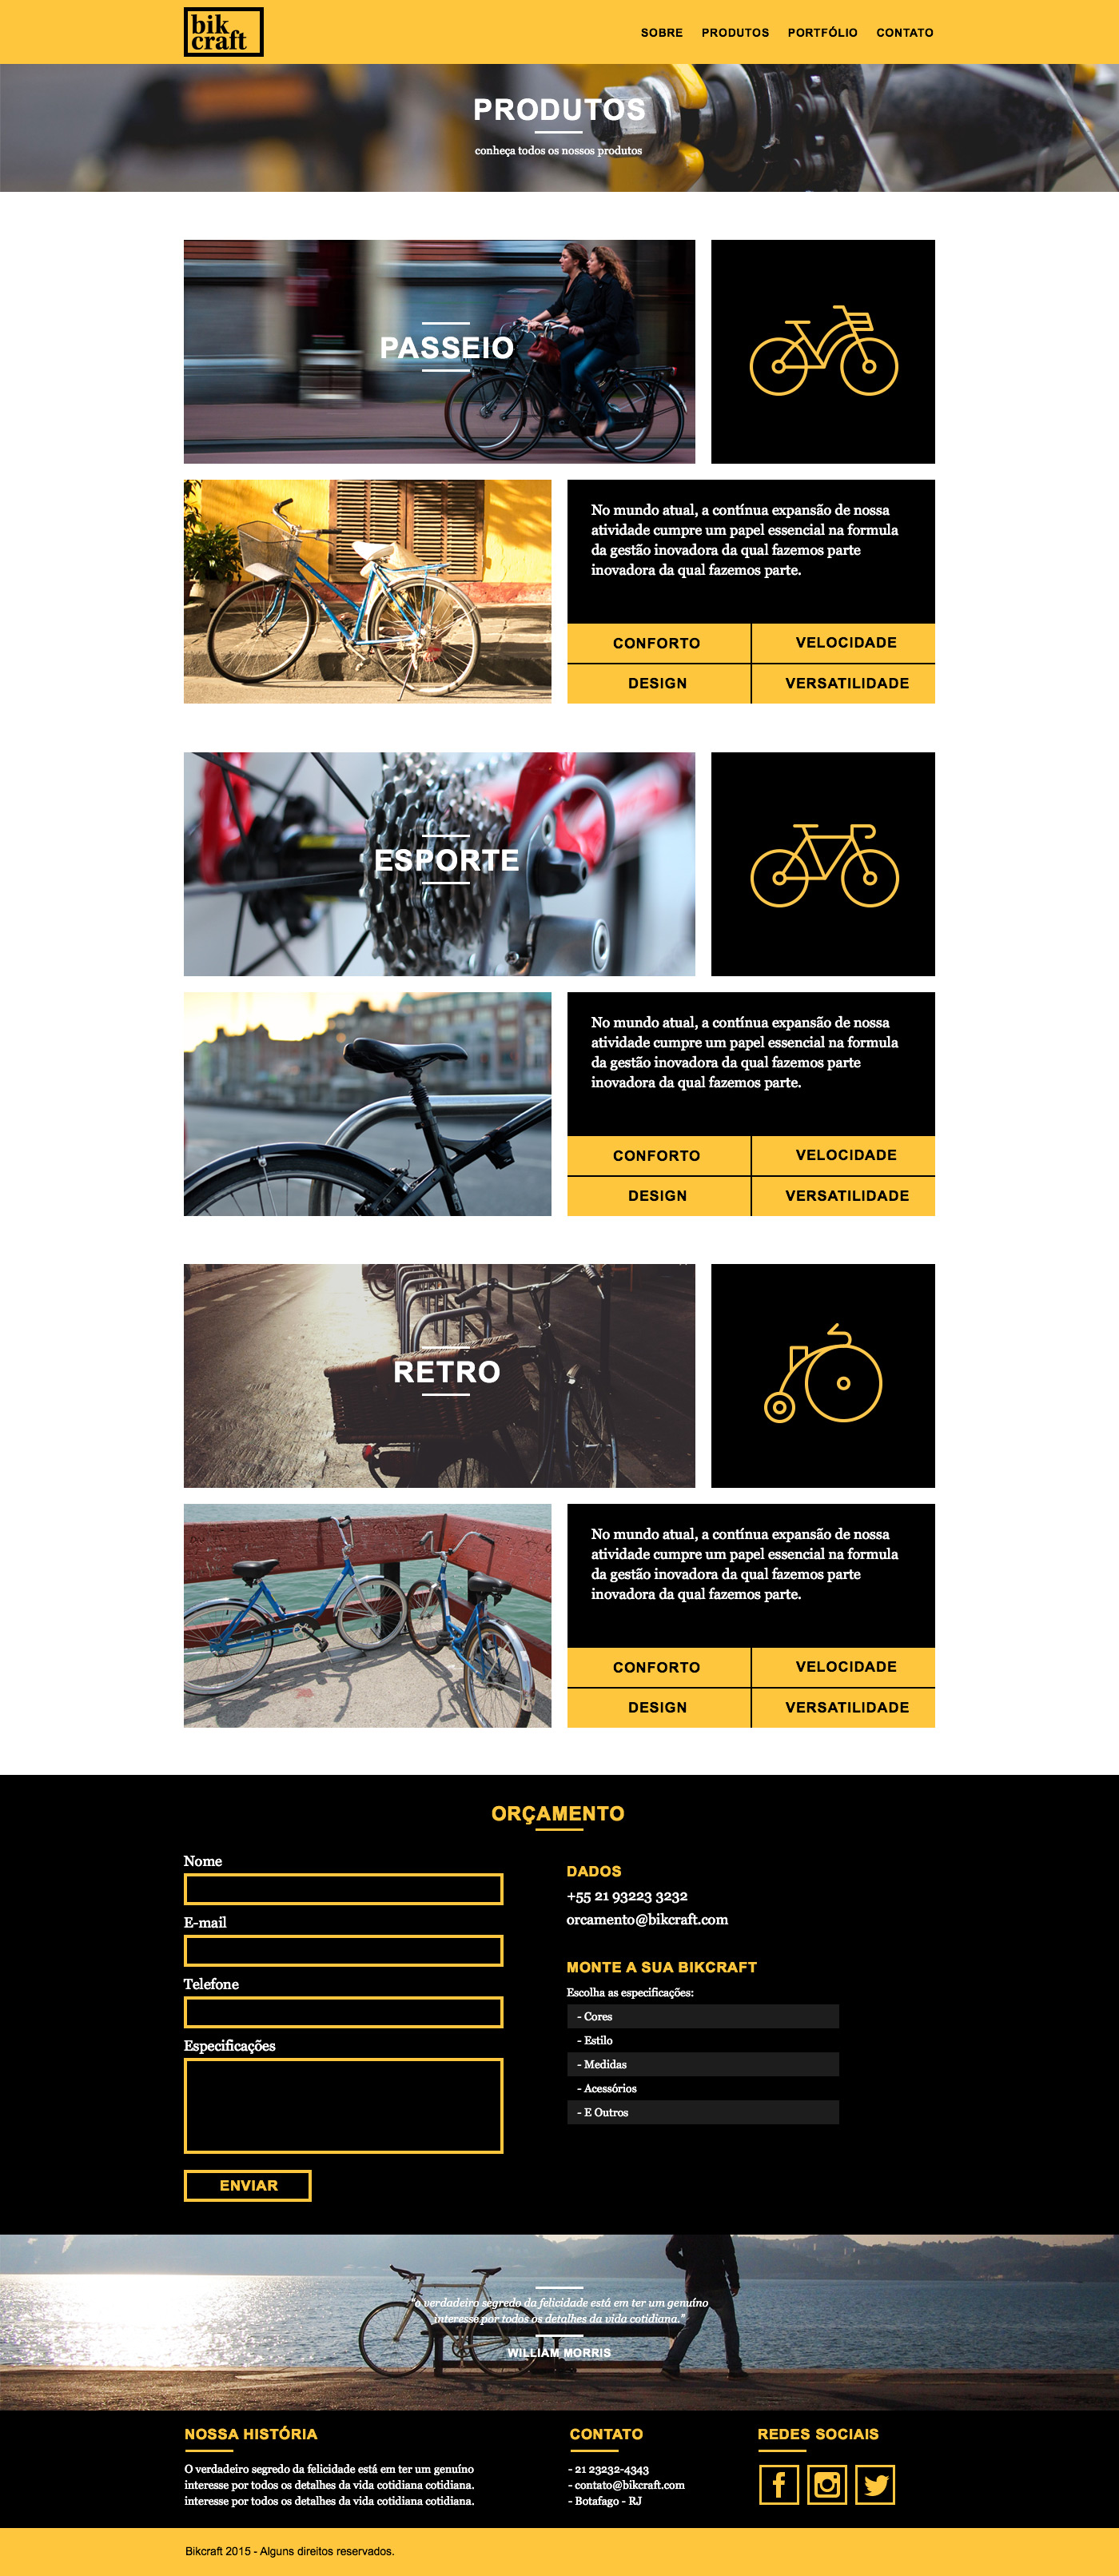 bik
craft
SOBRE PRODUTOS PORTFÓLIO CONTATO
PRODUTOS
conheça todos os nossos produtos
PASSEIO
No mundo atual, a contínua expansão de nossa
atividade cumpre um papel essencial na formula
da gestão inovadora da qual fazemos parte
inovadora da qual fazemos parte.
CONFORTO VELOCIDADE
DESIGN VERSATILIDADE
ESPORTE
No mundo atual, a contínua expansão de nossa
atividade cumpre um papel essencial na formula
da gestão inovadora da qual fazemos parte
inovadora da qual fazemos parte.
CONFORTO VELOCIDADE
DESIGN VERSATILIDADE
RETRO
No mundo atual, a contínua expansão de nossa
atividade cumpre um papel essencial na formula
da gestão inovadora da qual fazemos parte
inovadora da qual fazemos parte.
CONFORTO VELOCIDADE
DESIGN VERSATILIDADE
ORÇAMENTO
Nome
E-mail
Telefone
Especificações
ENVIAR
DADOS
+55 21 93223 3232
orcamento@bikcraft.com
MONTE A SUA BIKCRAFT
Escolha as especificações:
- Cores
- Estilo
- Medidas
- Acessórios
- E Outros
"o verdadeiro segredo da felicidade está em ter um genuíno
interesse por todos os detalhes da vida cotidiana."
WILLIAM MORRIS
NOSSA HISTÓRIA
O verdadeiro segredo da felicidade está em ter um genuíno
interesse por todos os detalhes da vida cotidiana cotidiana.
interesse por todos os detalhes da vida cotidiana cotidiana.
CONTATO
- 21 23232-4343
- contato@bikcraft.com
- Botafago - RJ
REDES SOCIAIS
Bikcraft 2015 - Alguns direitos reservados.